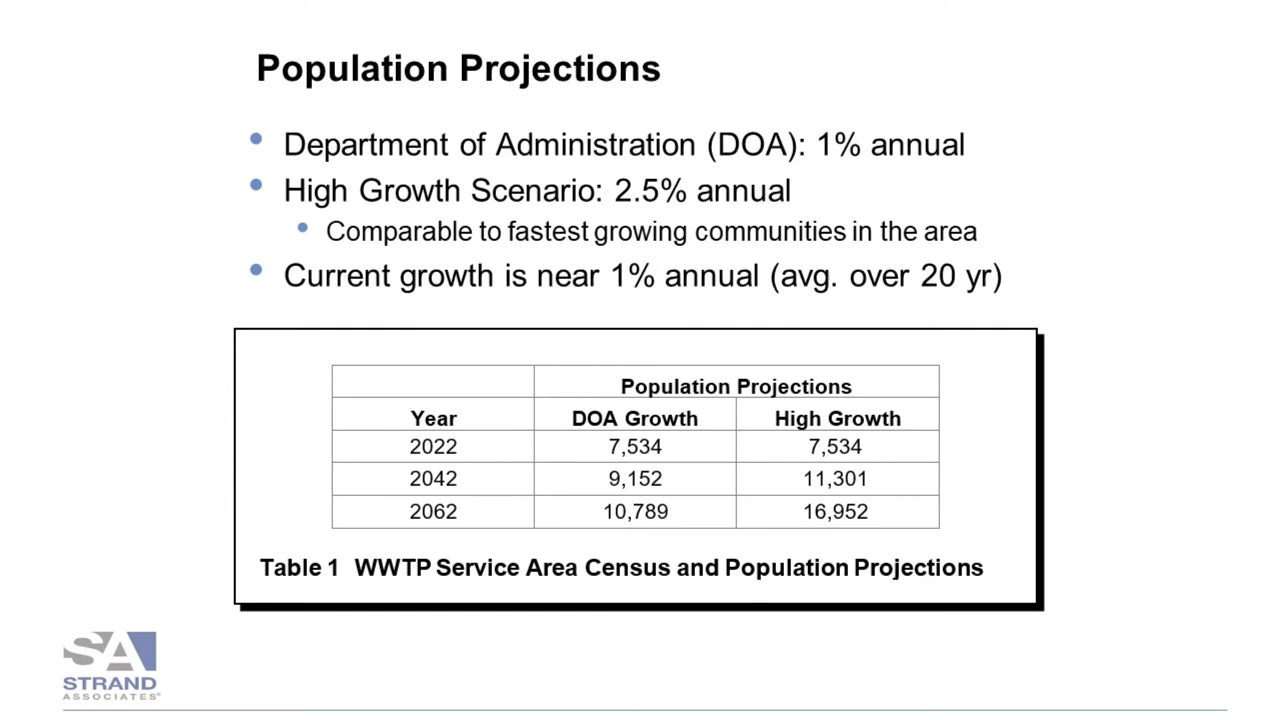 Population Projections
• Department of Administration (DOA): 1% annual
• High Growth Scenario: 2.5% annual
• Comparable to fastest growing communities in the area
• Current growth is near 1% annual (avg. over 20 yr)
Population Projections
Year DOA Growth High Growth
2022 7,534 7,534
2042 9,152 11,301
2062 10,789 16,952
Table 1 WWTP Service Area Census and Population Projections
SA
STRAND
ASSOCIATES®